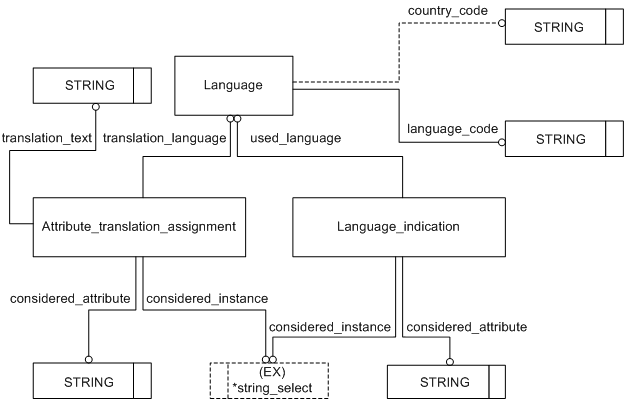 country_code
STRING
STRING
Language
translation_text
translation_language
used_language
language_code
STRING
Attribute_translation_assignment
Language_indication
considered_attribute
considered_instance
considered_instance
considered_attribute
STRING
(EX)
*string_select
STRING